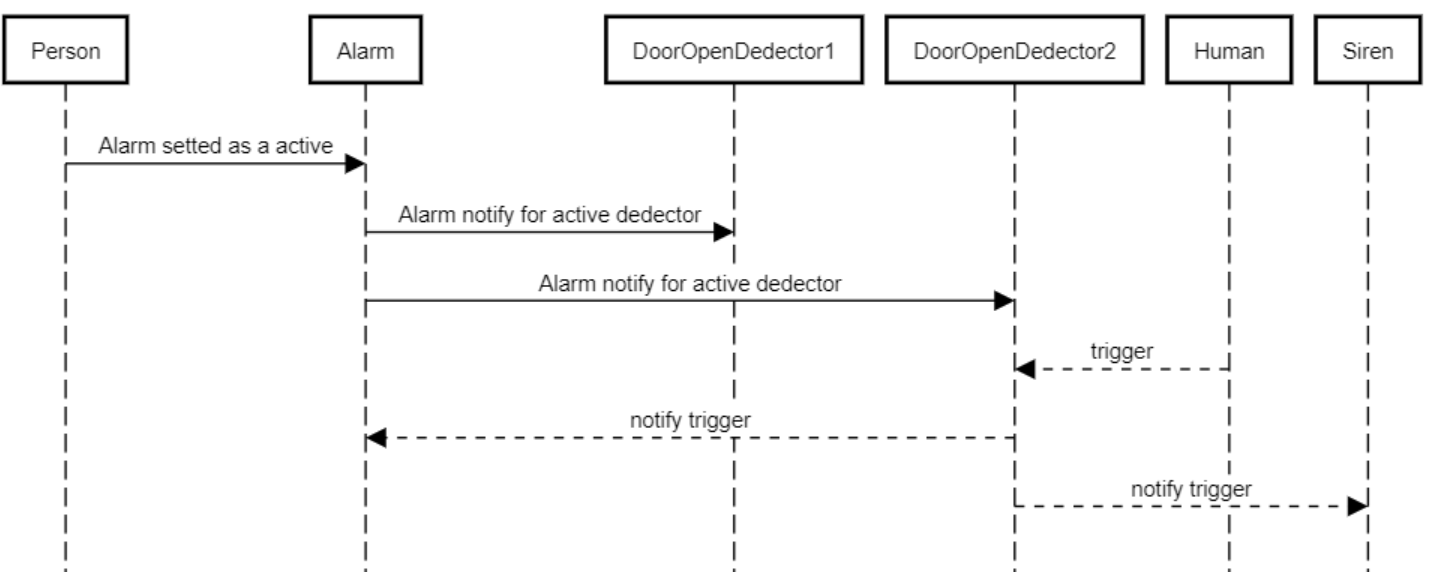 Person
Alarm
DoorOpenDedector1
DoorOpenDedector2
Human
Siren
Alarm setted as a active
Alarm notify for active dedector
Alarm notify for active dedector
trigger
notify trigger
notify trigger